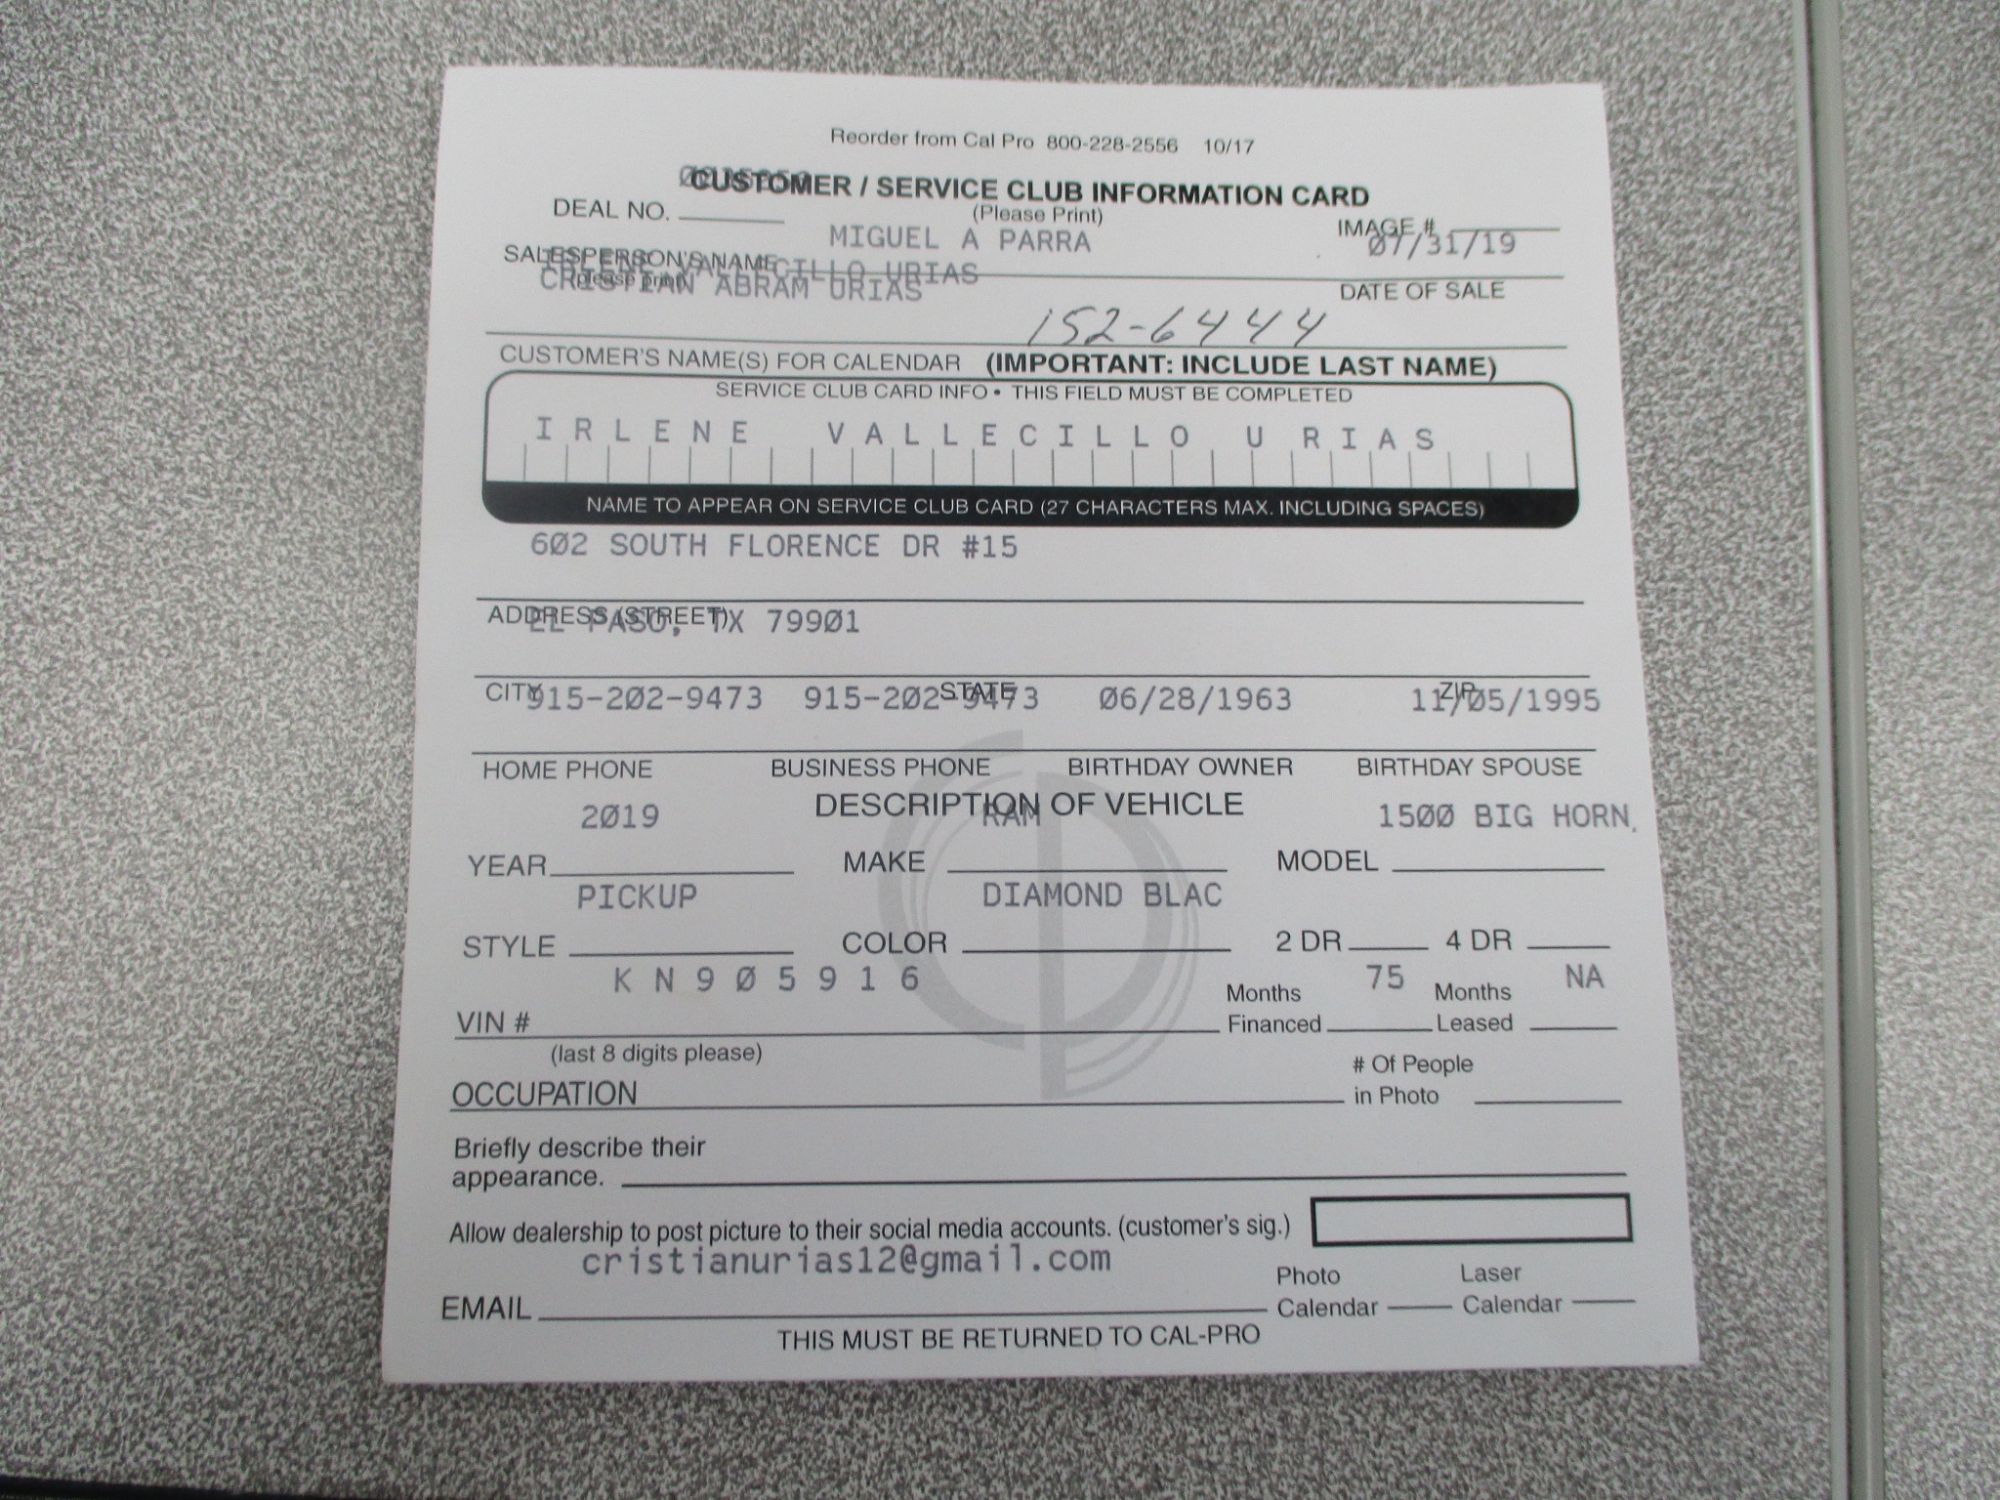 Reorder from Cal Pro 800-228-2556 10/17
CUSTOMER / SERVICE CLUB INFORMATION CARD
DEAL NO.
(Please Print)
MIGUEL A PARRA
IMAGE #
07/31/19
SALESPERSON'S NAME
(please print)
IRLENE VALLECILLO URIAS
CRISTIAN ABRAM URIAS
DATE OF SALE
152-6444
CUSTOMER'S NAME(S) FOR CALENDAR (IMPORTANT: INCLUDE LAST NAME)
SERVICE CLUB CARD INFO • THIS FIELD MUST BE COMPLETED
IRLENE VALLECILLO URIAS
NAME TO APPEAR ON SERVICE CLUB CARD (27 CHARACTERS MAX. INCLUDING SPACES)
602 SOUTH FLORENCE DR #15
ADDRESS (STREET)
EL PASO, TX 79901
CITY STATE ZIP
915-202-9473 915-202-9473 06/28/1963 11/05/1995
HOME PHONE BUSINESS PHONE BIRTHDAY OWNER BIRTHDAY SPOUSE
DESCRIPTION OF VEHICLE
2019 RAM 1500 BIG HORN,
YEAR MAKE MODEL
PICKUP DIAMOND BLAC
STYLE COLOR 2 DR 4 DR
KN905916 75 NA
VIN # Months Financed Months Leased
(last 8 digits please)
# Of People
OCCUPATION in Photo
Briefly describe their
appearance.
Allow dealership to post picture to their social media accounts. (customer's sig.)
cristianurias12@gmail.com
Photo Laser
EMAIL Calendar Calendar
THIS MUST BE RETURNED TO CAL-PRO